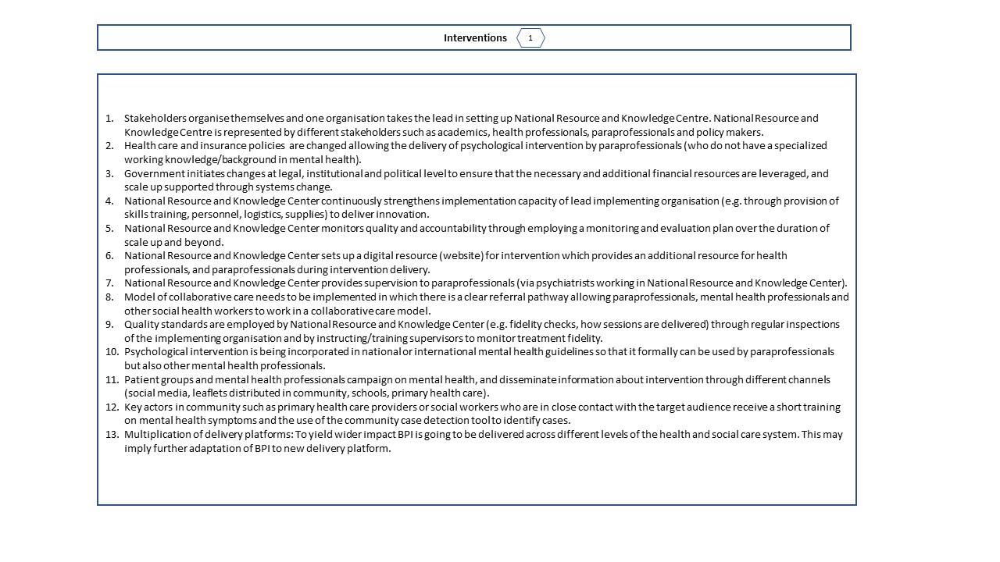 Interventions 1
1. Stakeholders organise themselves and one organisation takes the lead in setting up National Resource and Knowledge Centre. National Resource and
Knowledge Centre is represented by different stakeholders such as academics, health professionals, paraprofessionals and policy makers.
2. Health care and insurance policies are changed allowing the delivery of psychological intervention by paraprofessionals (who do not have a specialized
working knowledge/background in mental health).
3. Government initiates changes at legal, institutional and political level to ensure that the necessary and additional financial resources are leveraged, and
scale up supported through systems change.
4. National Resource and Knowledge Center continuously strengthens implementation capacity of lead implementing organisation (e.g. through provision of
skills training, personnel, logistics, supplies) to deliver innovation.
5. National Resource and Knowledge Center monitors quality and accountability through employing a monitoring and evaluation plan over the duration of
scale up and beyond.
6. National Resource and Knowledge Center sets up a digital resource (website) for intervention which provides an additional resource for health
professionals, and paraprofessionals during intervention delivery.
7. National Resource and Knowledge Center provides supervision to paraprofessionals (via psychiatrists working in National Resource and Knowledge Center).
8. Model of collaborative care needs to be implemented in which there is a clear referral pathway allowing paraprofessionals, mental health professionals and
other social health workers to work in a collaborative care model.
9. Quality standards are employed by National Resource and Knowledge Center (e.g. fidelity checks, how sessions are delivered) through regular inspections
of the implementing organisation and by instructing/training supervisors to monitor treatment fidelity.
10. Psychological intervention is being incorporated in national or international mental health guidelines so that it formally can be used by paraprofessionals
but also other mental health professionals.
11. Patient groups and mental health professionals campaign on mental health, and disseminate information about intervention through different channels
(social media, leaflets distributed in community, schools, primary health care).
12. Key actors in community such as primary health care providers or social workers who are in close contact with the target audience receive a short training
on mental health symptoms and the use of the community case detection tool to identify cases.
13. Multiplication of delivery platforms: To yield wider impact BPI is going to be delivered across different levels of the health and social care system. This may
imply further adaptation of BPI to new delivery platform.